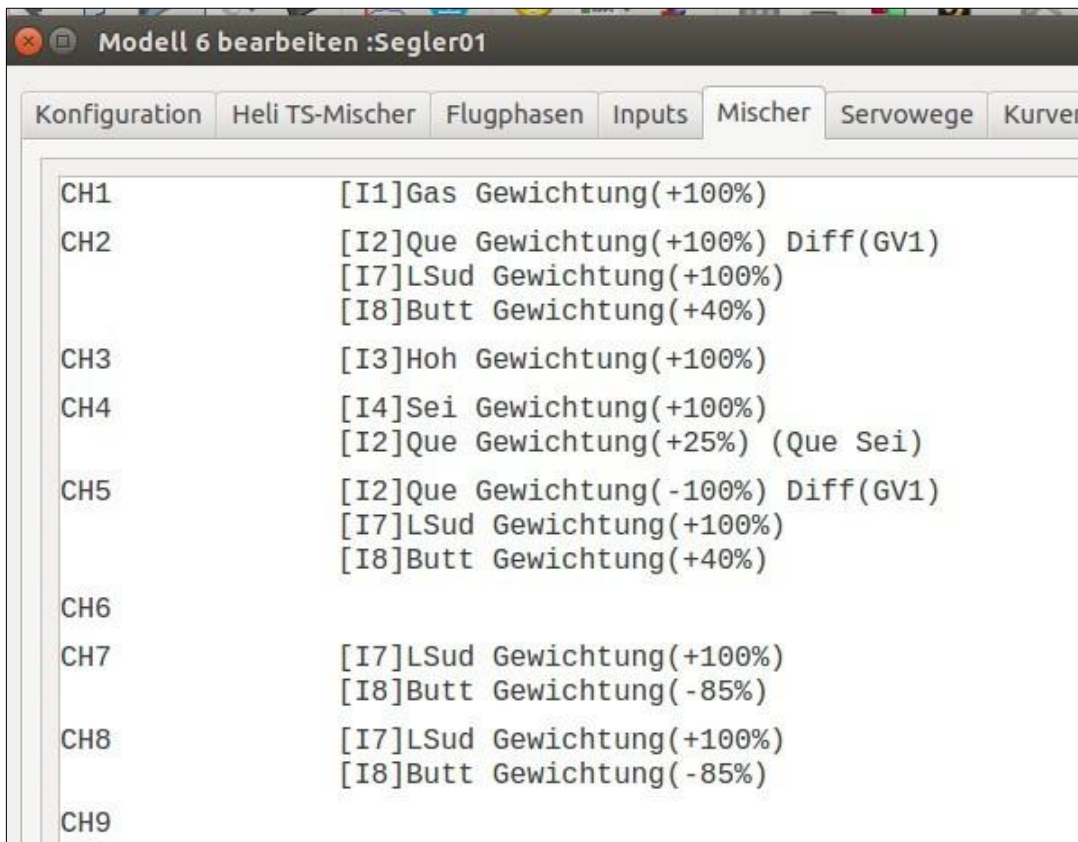 Modell 6 bearbeiten :Segler01
Konfiguration Heli TS-Mischer Flugphasen Inputs Mischer Servowege Kurven
CH1 [I1]Gas Gewichtung(+100%)
CH2 [I2]Que Gewichtung(+100%) Diff(GV1)
[I7]LSud Gewichtung(+100%)
[I8]Butt Gewichtung(+40%)
CH3 [I3]Hoh Gewichtung(+100%)
CH4 [I4]Sei Gewichtung(+100%)
[I2]Que Gewichtung(+25%) (Que Sei)
CH5 [I2]Que Gewichtung(-100%) Diff(GV1)
[I7]LSud Gewichtung(+100%)
[I8]Butt Gewichtung(+40%)
CH6
CH7 [I7]LSud Gewichtung(+100%)
[I8]Butt Gewichtung(-85%)
CH8 [I7]LSud Gewichtung(+100%)
[I8]Butt Gewichtung(-85%)
CH9